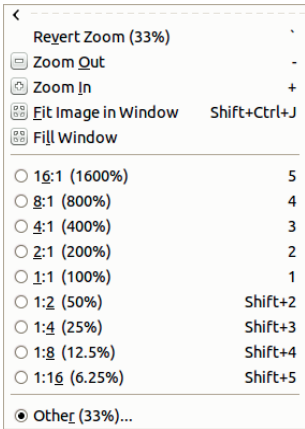 Revert Zoom (33%) `
Zoom Out -
Zoom In +
Fit Image in Window Shift+Ctrl+J
Fill Window
16:1 (1600%) 5
8:1 (800%) 4
4:1 (400%) 3
2:1 (200%) 2
1:1 (100%) 1
1:2 (50%) Shift+2
1:4 (25%) Shift+3
1:8 (12.5%) Shift+4
1:16 (6.25%) Shift+5
Other (33%)...